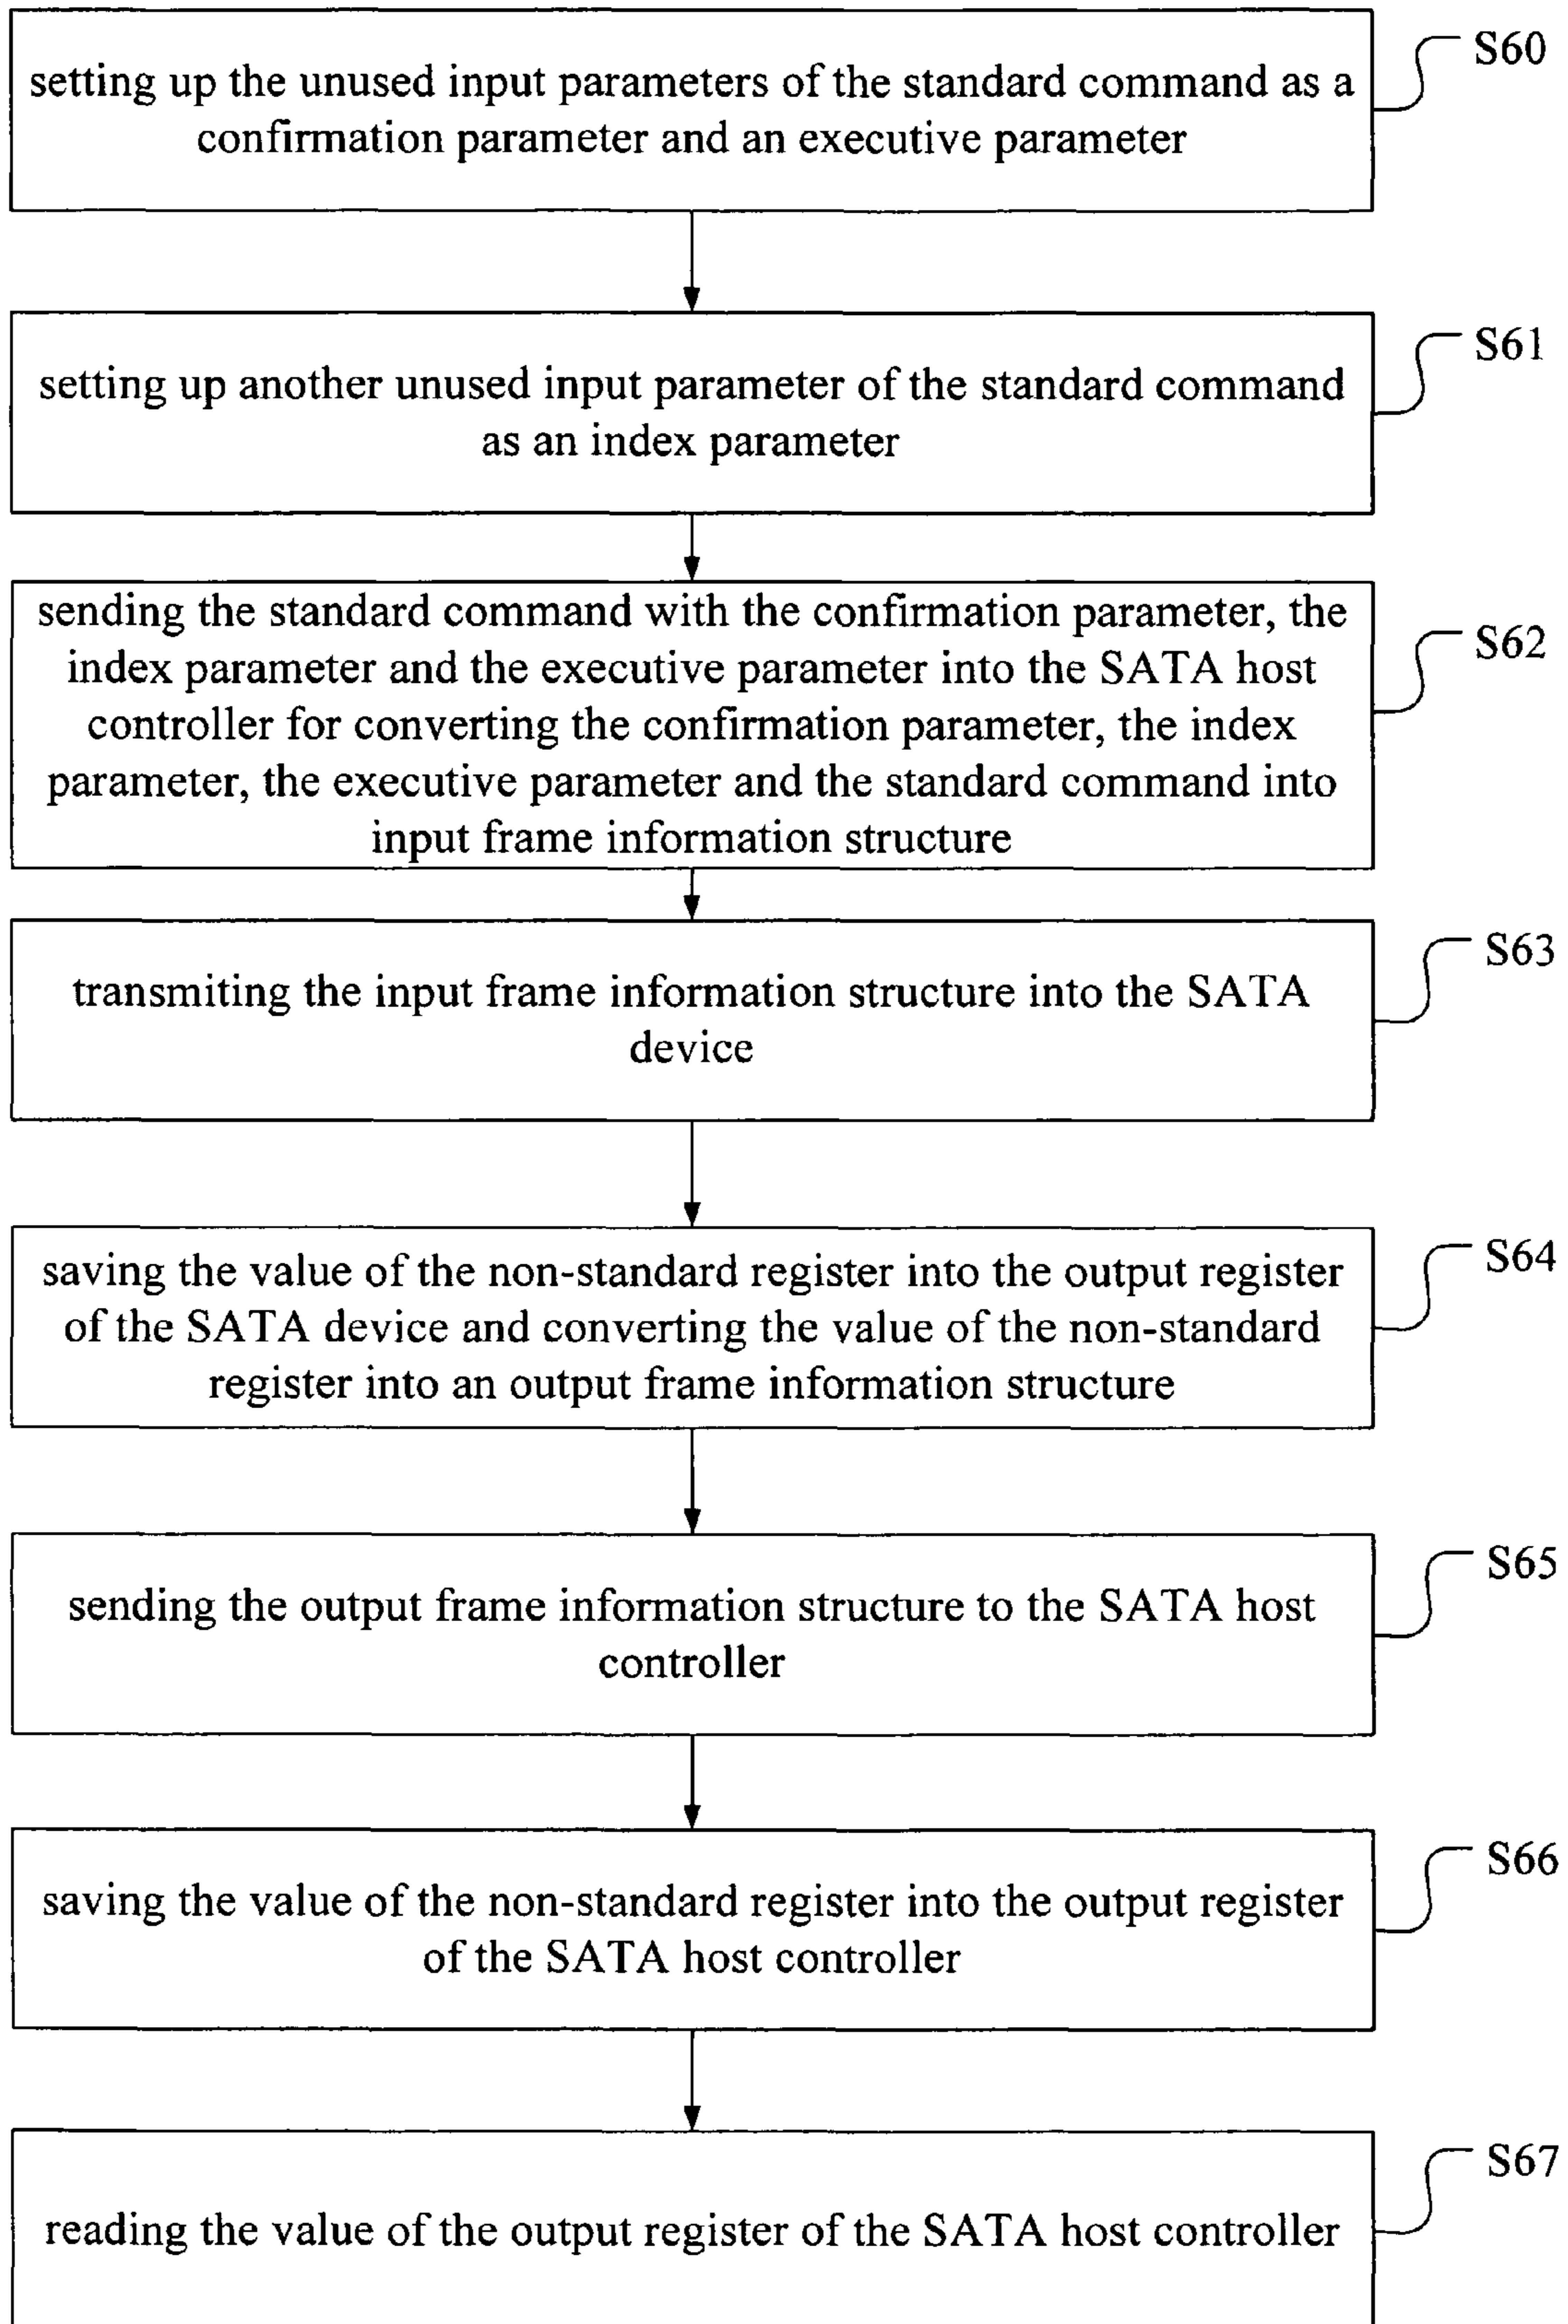 setting up the unused input parameters of the standard command as a
confirmation parameter and an executive parameter
S60
setting up another unused input parameter of the standard command
as an index parameter
S61
sending the standard command with the confirmation parameter, the
index parameter and the executive parameter into the SATA host
controller for converting the confirmation parameter, the index
parameter, the executive parameter and the standard command into
input frame information structure
S62
transmiting the input frame information structure into the SATA
device
S63
saving the value of the non-standard register into the output register
of the SATA device and converting the value of the non-standard
register into an output frame information structure
S64
sending the output frame information structure to the SATA host
controller
S65
saving the value of the non-standard register into the output register
of the SATA host controller
S66
reading the value of the output register of the SATA host controller
S67